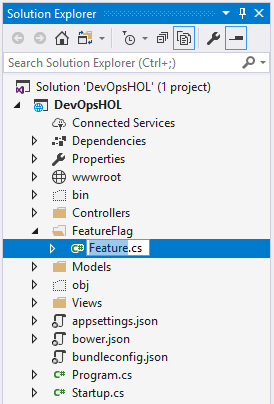 Solution Explorer
Search Solution Explorer (Ctrl+;)
Solution 'DevOpsHOL' (1 project)
DevOpsHOL
Connected Services
Dependencies
Properties
wwwroot
bin
Controllers
FeatureFlag
C# Feature.cs
Models
obj
Views
appsettings.json
bower.json
bundleconfig.json
C# Program.cs
C# Startup.cs